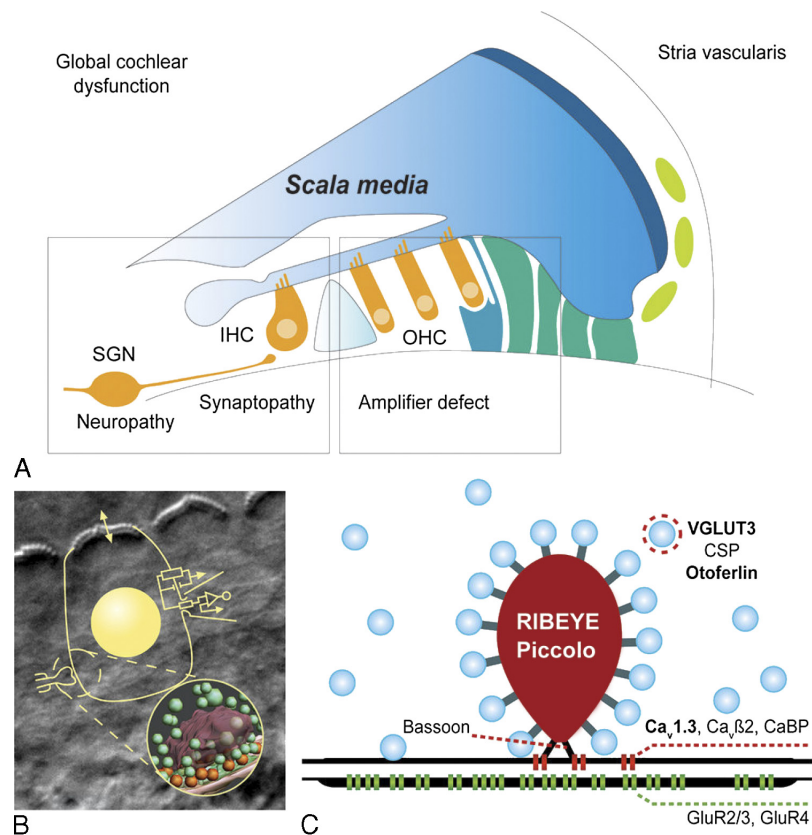 Global cochlear
dysfunction
Stria vascularis
Scala media
IHC
OHC
SGN
Neuropathy
Synaptopathy
Amplifier defect
A
B
VGLUT3
CSP
Otoferlin
RIBEYE
Piccolo
Bassoon
Caᵥ1.3, Caᵥß2, CaBP
GluR2/3, GluR4
C